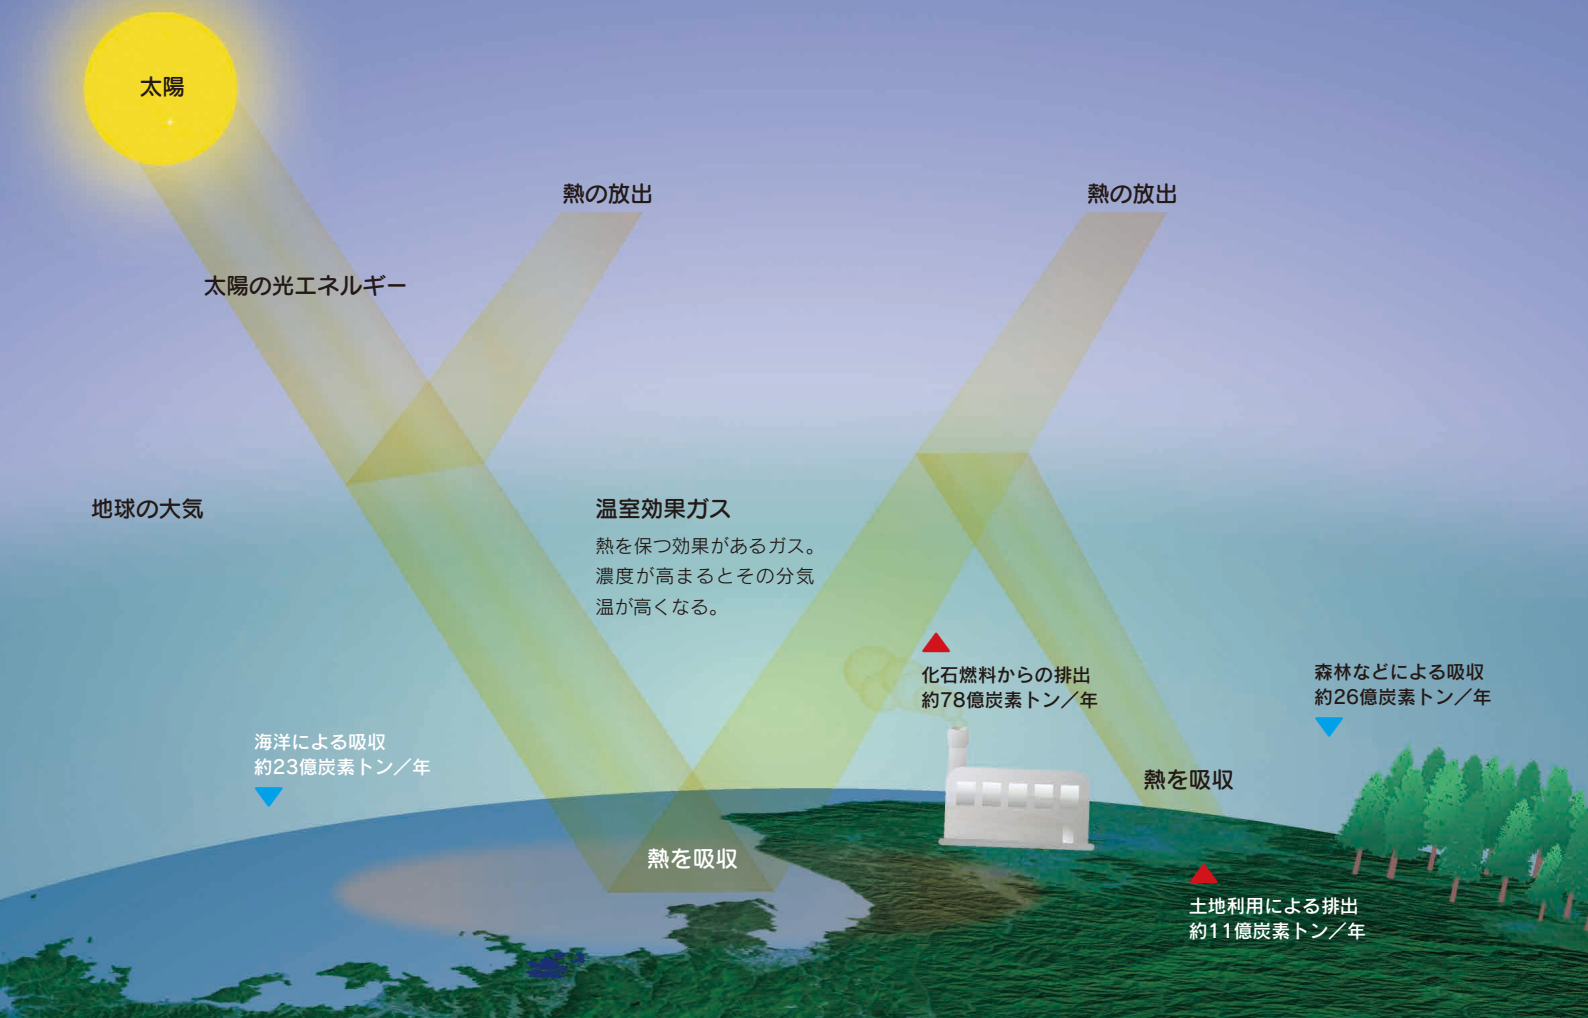 太陽
熱の放出
熱の放出
太陽の光エネルギー
地球の大気
温室効果ガス
熱を保つ効果があるガス。
濃度が高まるとその分気
温が高くなる。
化石燃料からの排出
約78億炭素トン／年
森林などによる吸収
約26億炭素トン／年
海洋による吸収
約23億炭素トン／年
熱を吸収
熱を吸収
土地利用による排出
約11億炭素トン／年